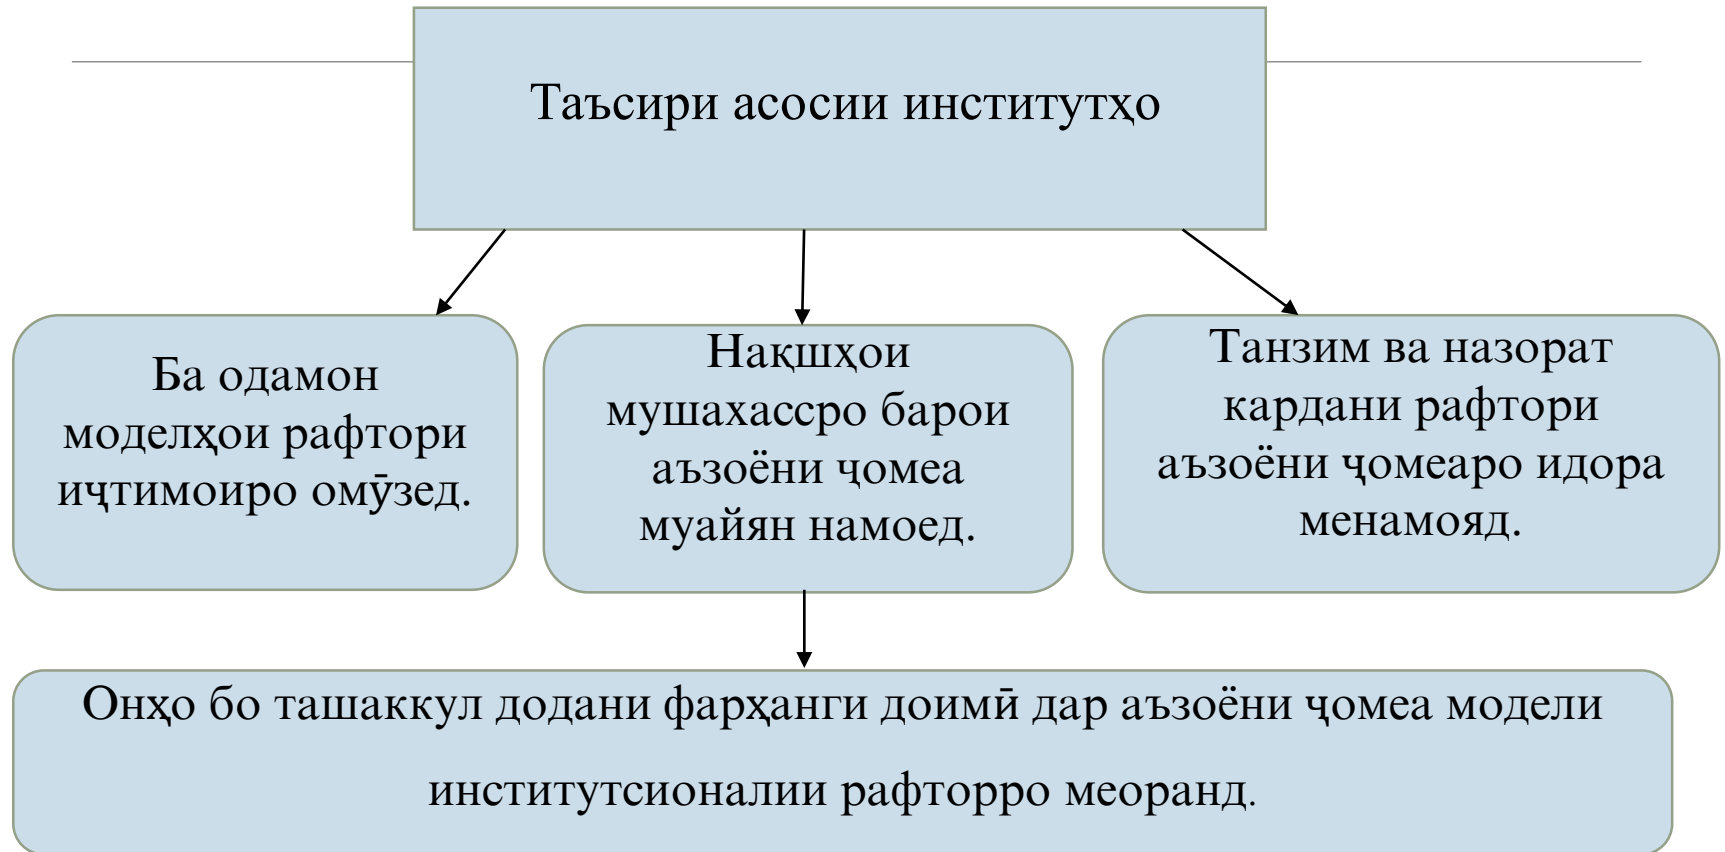 Таъсири асосии институтҳо
Ба одамон
моделҳои рафтори
иҷтимоиро омӯзед.
Нақшҳои
мушахассро барои
аъзоёни ҷомеа
муайян намоед.
Танзим ва назорат
кардани рафтори
аъзоёни ҷомеаро идора
менамояд.
Онҳо бо ташаккул додани фарҳанги доимӣ дар аъзоёни ҷомеа модели
институтсионалии рафторро меоранд.